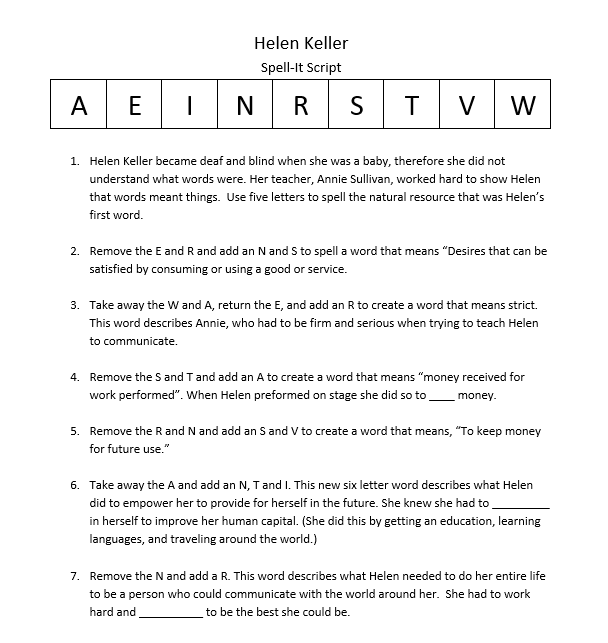 Helen Keller
Spell-It Script
A E I N R S T V W
1. Helen Keller became deaf and blind when she was a baby, therefore she did not
understand what words were. Her teacher, Annie Sullivan, worked hard to show Helen
that words meant things.  Use five letters to spell the natural resource that was Helen's
first word.
2. Remove the E and R and add an N and S to spell a word that means "Desires that can be
satisfied by consuming or using a good or service.
3. Take away the W and A, return the E, and add an R to create a word that means strict.
This word describes Annie, who had to be firm and serious when trying to teach Helen
to communicate.
4. Remove the S and T and add an A to create a word that means "money received for
work performed". When Helen preformed on stage she did so to ____ money.
5. Remove the R and N and add an S and V to create a word that means, "To keep money
for future use."
6. Take away the A and add an N, T and I. This new six letter word describes what Helen
did to empower her to provide for herself in the future. She knew she had to _________
in herself to improve her human capital. (She did this by getting an education, learning
languages, and traveling around the world.)
7. Remove the N and add a R. This word describes what Helen needed to do her entire life
to be a person who could communicate with the world around her.  She had to work
hard and __________ to be the best she could be.